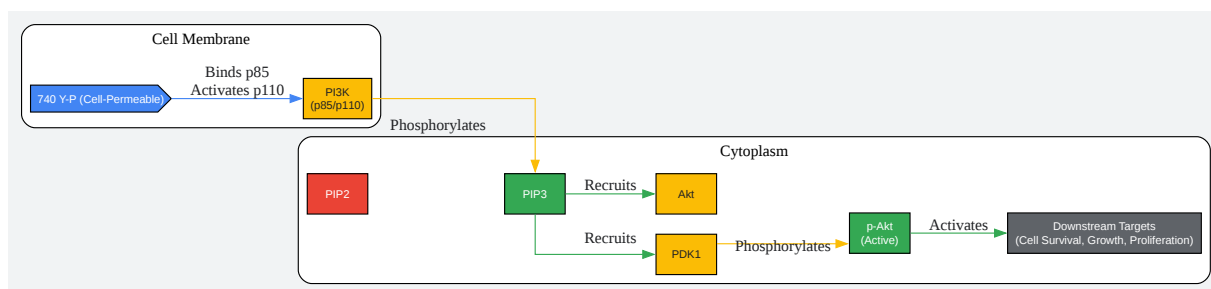 Cell Membrane
Binds p85
Activates p110
740 Y-P (Cell-Permeable)
PI3K
(p85/p110)
Phosphorylates
Cytoplasm
PIP2
PIP3
Recruits
Akt
Recruits
PDK1
Phosphorylates
p-Akt
(Active)
Activates
Downstream Targets
(Cell Survival, Growth, Proliferation)